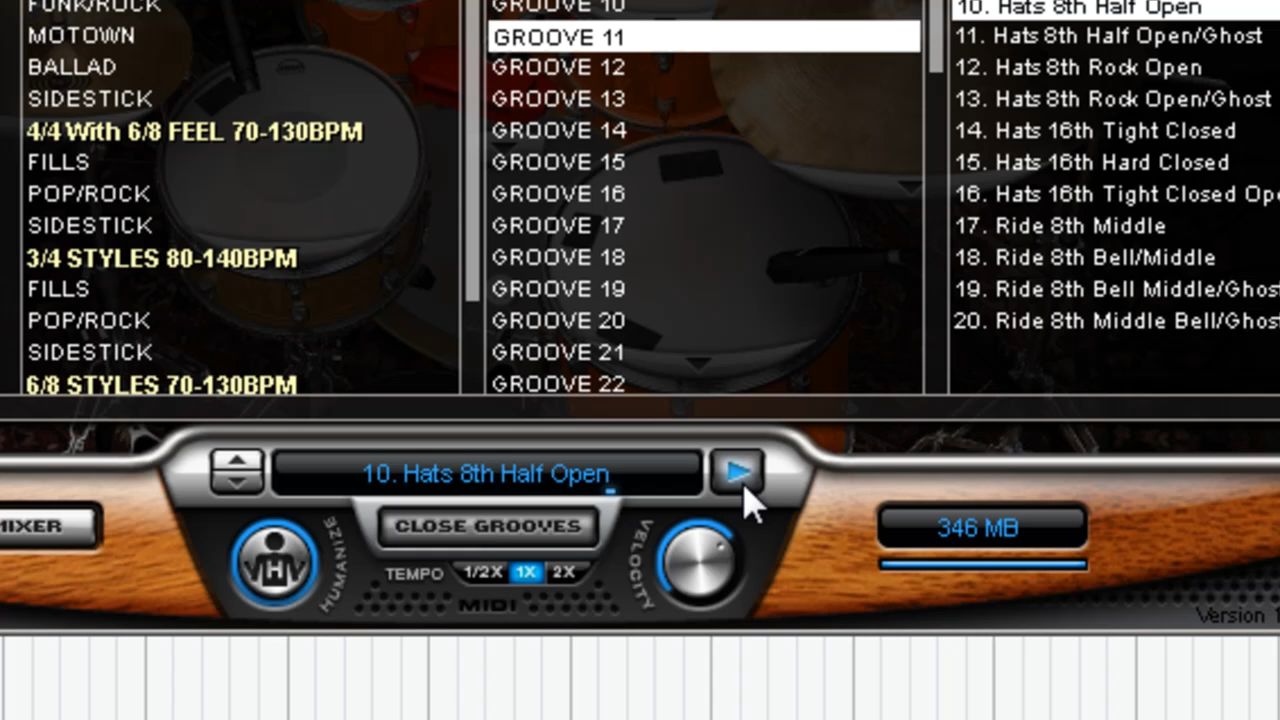 FUNK/ROCK
MOTOWN
BALLAD
SIDESTICK
4/4 With 6/8 FEEL 70-130BPM
FILLS
POP/ROCK
SIDESTICK
3/4 STYLES 80-140BPM
FILLS
POP/ROCK
SIDESTICK
6/8 STYLES 70-130BPM
GROOVE 10
GROOVE 11
GROOVE 12
GROOVE 13
GROOVE 14
GROOVE 15
GROOVE 16
GROOVE 17
GROOVE 18
GROOVE 19
GROOVE 20
GROOVE 21
GROOVE 22
10. Hats 8th Half Open
11. Hats 8th Half Open/Ghost
12. Hats 8th Rock Open
13. Hats 8th Rock Open/Ghost
14. Hats 16th Tight Closed
15. Hats 16th Hard Closed
16. Hats 16th Tight Closed Op
17. Ride 8th Middle
18. Ride 8th Bell/Middle
19. Ride 8th Bell Middle/Ghos
20. Ride 8th Middle Bell/Ghos
10. Hats 8th Half Open
MIXER
CLOSE GROOVES
346 MB
HUMANIZE
VELOCITY
TEMPO 1/2X 1X 2X
MIDI
Version